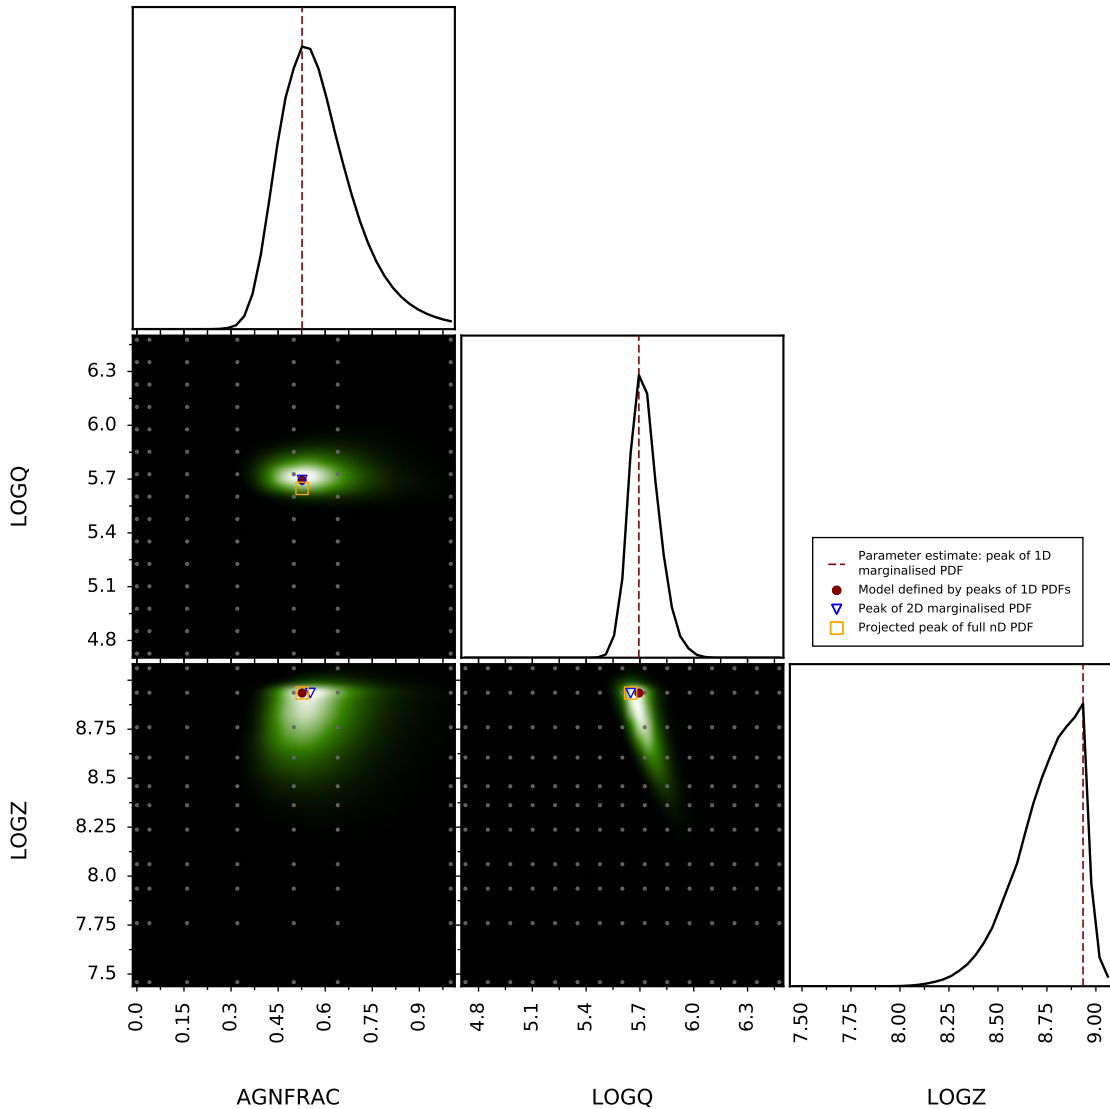 6.3
6.0
5.7
5.4
5.1
4.8
LOGQ
Parameter estimate: peak of 1D
marginalised PDF
Model defined by peaks of 1D PDFs
Peak of 2D marginalised PDF
Projected peak of full nD PDF
8.75
8.5
8.25
8.0
7.75
7.5
LOGZ
0.0 0.15 0.3 0.45 0.6 0.75 0.9
4.8 5.1 5.4 5.7 6.0 6.3
7.50 7.75 8.00 8.25 8.50 8.75 9.00
AGNFRAC LOGQ LOGZ